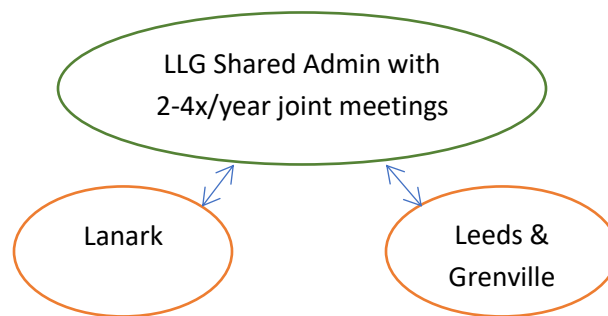 LLG Shared Admin with
2-4x/year joint meetings
Lanark
Leeds &
Grenville